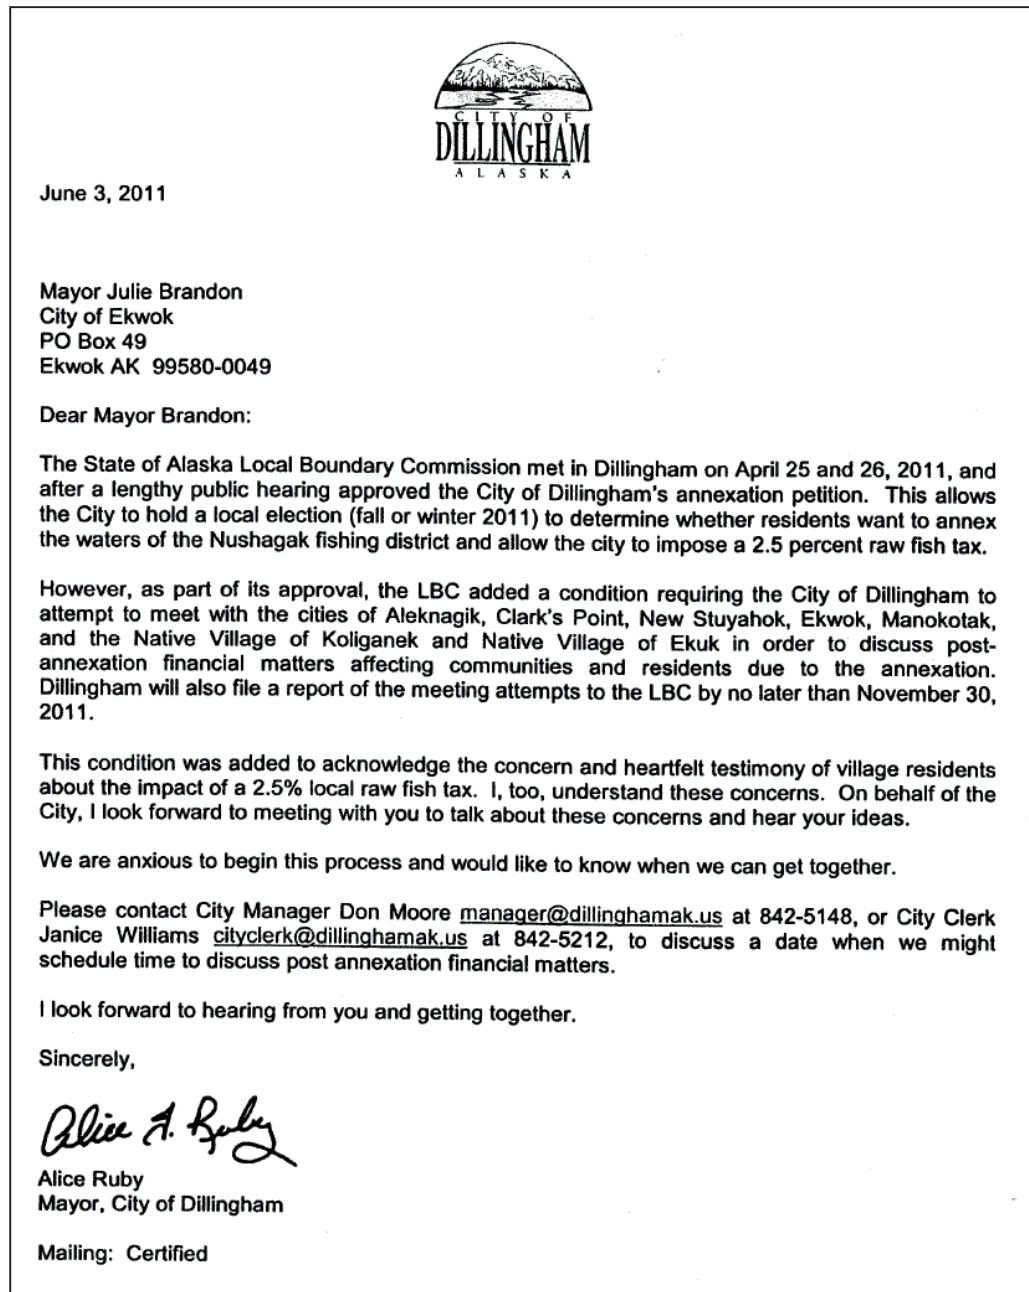 CITY OF
DILLINGHAM
ALASKA
June 3, 2011
Mayor Julie Brandon
City of Ekwok
PO Box 49
Ekwok AK  99580-0049
Dear Mayor Brandon:
The State of Alaska Local Boundary Commission met in Dillingham on April 25 and 26, 2011, and
after a lengthy public hearing approved the City of Dillingham's annexation petition.  This allows
the City to hold a local election (fall or winter 2011) to determine whether residents want to annex
the waters of the Nushagak fishing district and allow the city to impose a 2.5 percent raw fish tax.
However, as part of its approval, the LBC added a condition requiring the City of Dillingham to
attempt to meet with the cities of Aleknagik, Clark's Point, New Stuyahok, Ekwok, Manokotak,
and the Native Village of Koliganek and Native Village of Ekuk in order to discuss post-
annexation financial matters affecting communities and residents due to the annexation.
Dillingham will also file a report of the meeting attempts to the LBC by no later than November 30,
2011.
This condition was added to acknowledge the concern and heartfelt testimony of village residents
about the impact of a 2.5% local raw fish tax.  I, too, understand these concerns.  On behalf of the
City, I look forward to meeting with you to talk about these concerns and hear your ideas.
We are anxious to begin this process and would like to know when we can get together.
Please contact City Manager Don Moore manager@dillinghamak.us at 842-5148, or City Clerk
Janice Williams cityclerk@dillinghamak.us at 842-5212, to discuss a date when we might
schedule time to discuss post annexation financial matters.
I look forward to hearing from you and getting together.
Sincerely,
Alice A. Ruby
Alice Ruby
Mayor, City of Dillingham
Mailing:  Certified